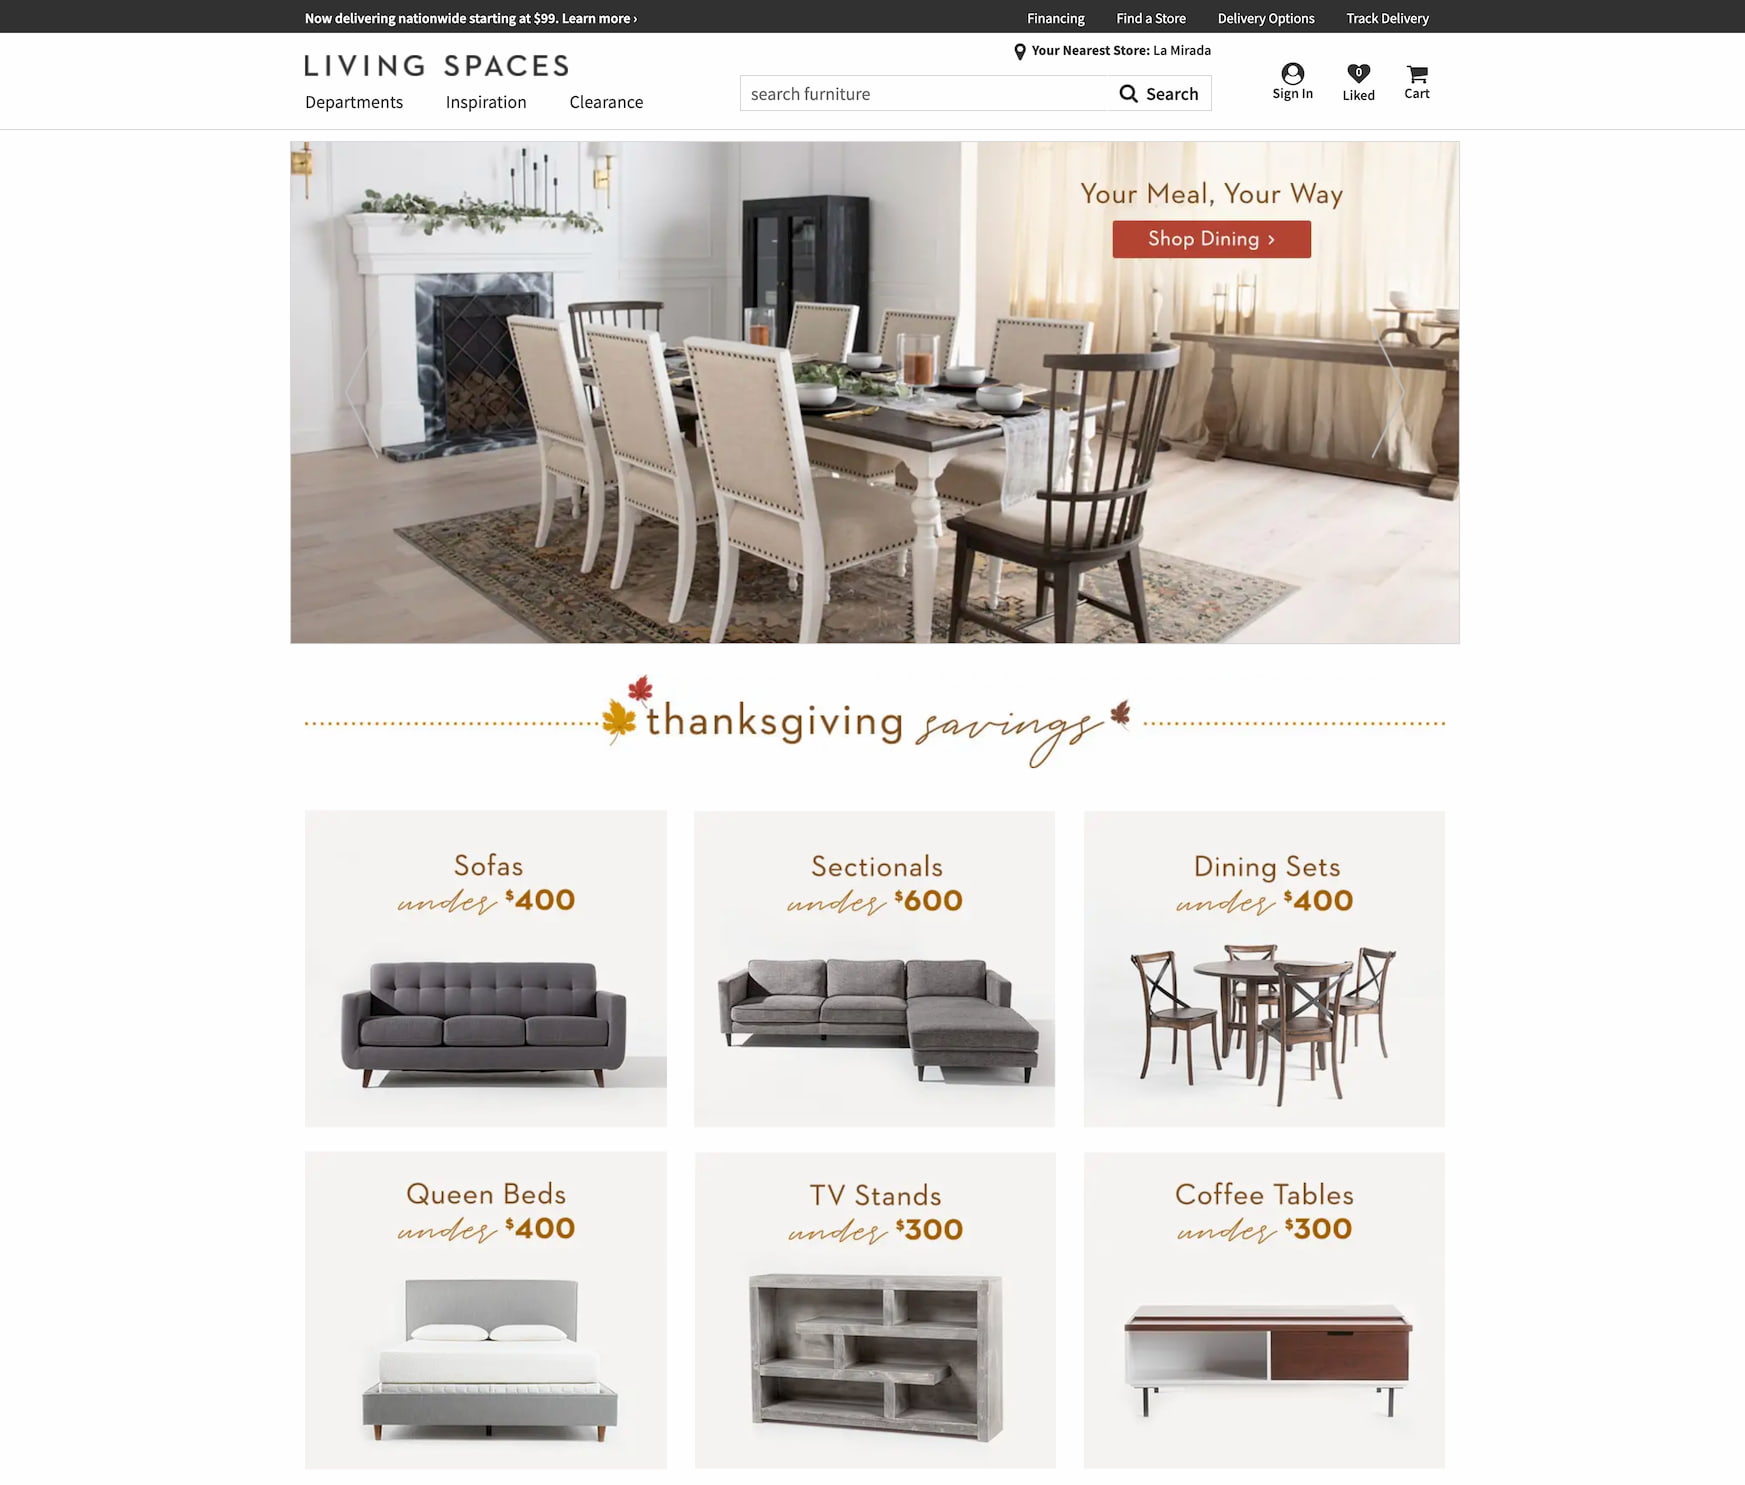 Now delivering nationwide starting at $99. Learn more ›
Financing
Find a Store
Delivery Options
Track Delivery
LIVING SPACES
Your Nearest Store: La Mirada
Departments
Inspiration
Clearance
search furniture
Search
Sign In
0
Liked
Cart
Your Meal, Your Way
Shop Dining ›
thanksgiving savings
Sofas
under $400
Sectionals
under $600
Dining Sets
under $400
Queen Beds
under $400
TV Stands
under $300
Coffee Tables
under $300